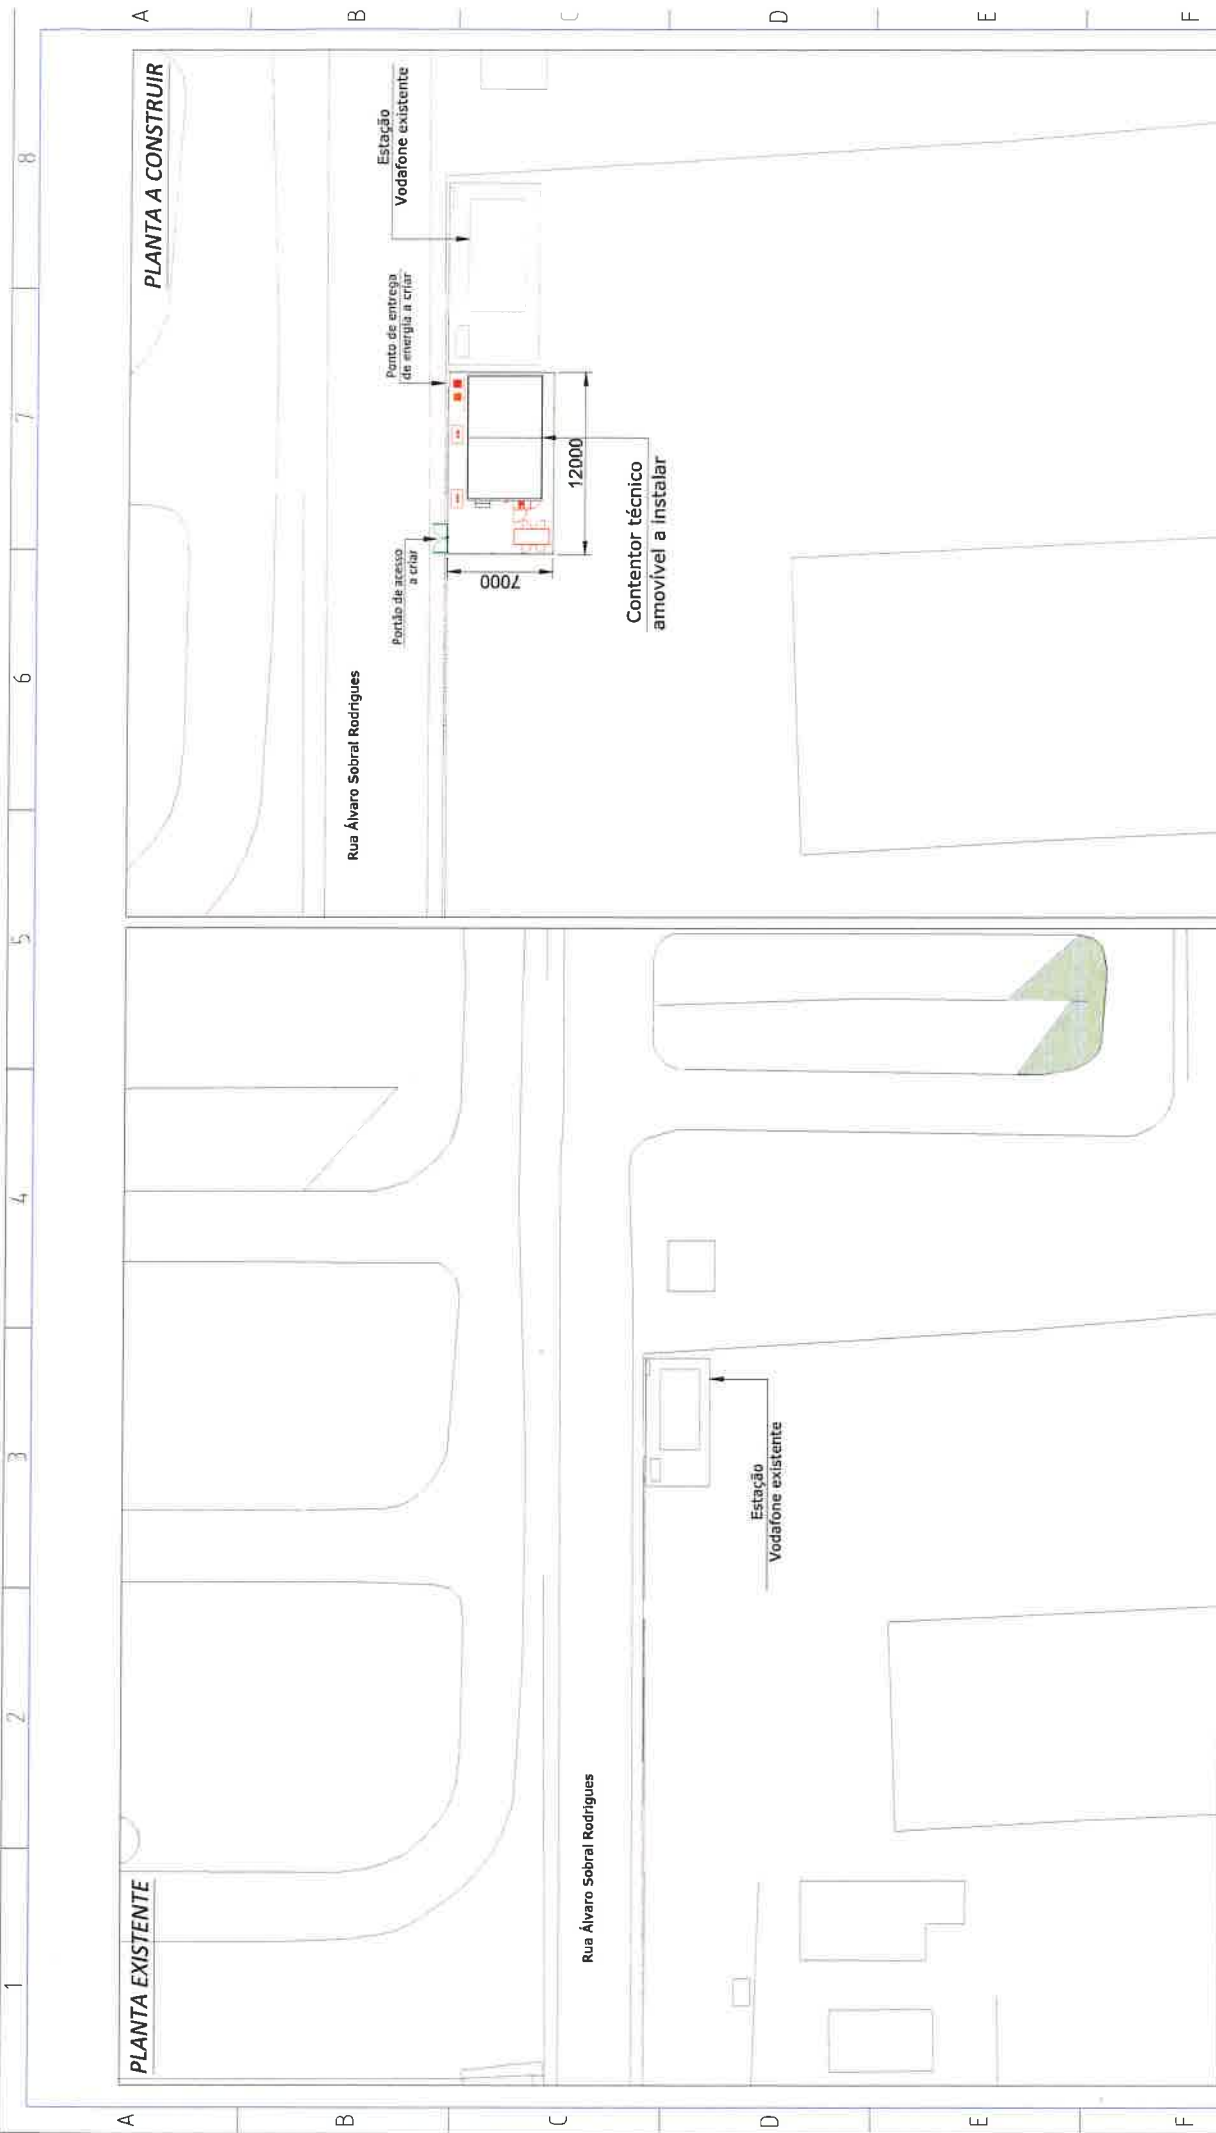 1
2
3
4
5
6
7
8
A
B
C
D
E
F
PLANTA EXISTENTE
Rua Álvaro Sobral Rodrigues
Estação
Vodafone existente
PLANTA A CONSTRUIR
Rua Álvaro Sobral Rodrigues
Portão de acesso
a criar
Ponto de entrega
de energia a criar
Estação
Vodafone existente
7000
12000
Contentor técnico
amovível a instalar
A
B
C
D
E
F